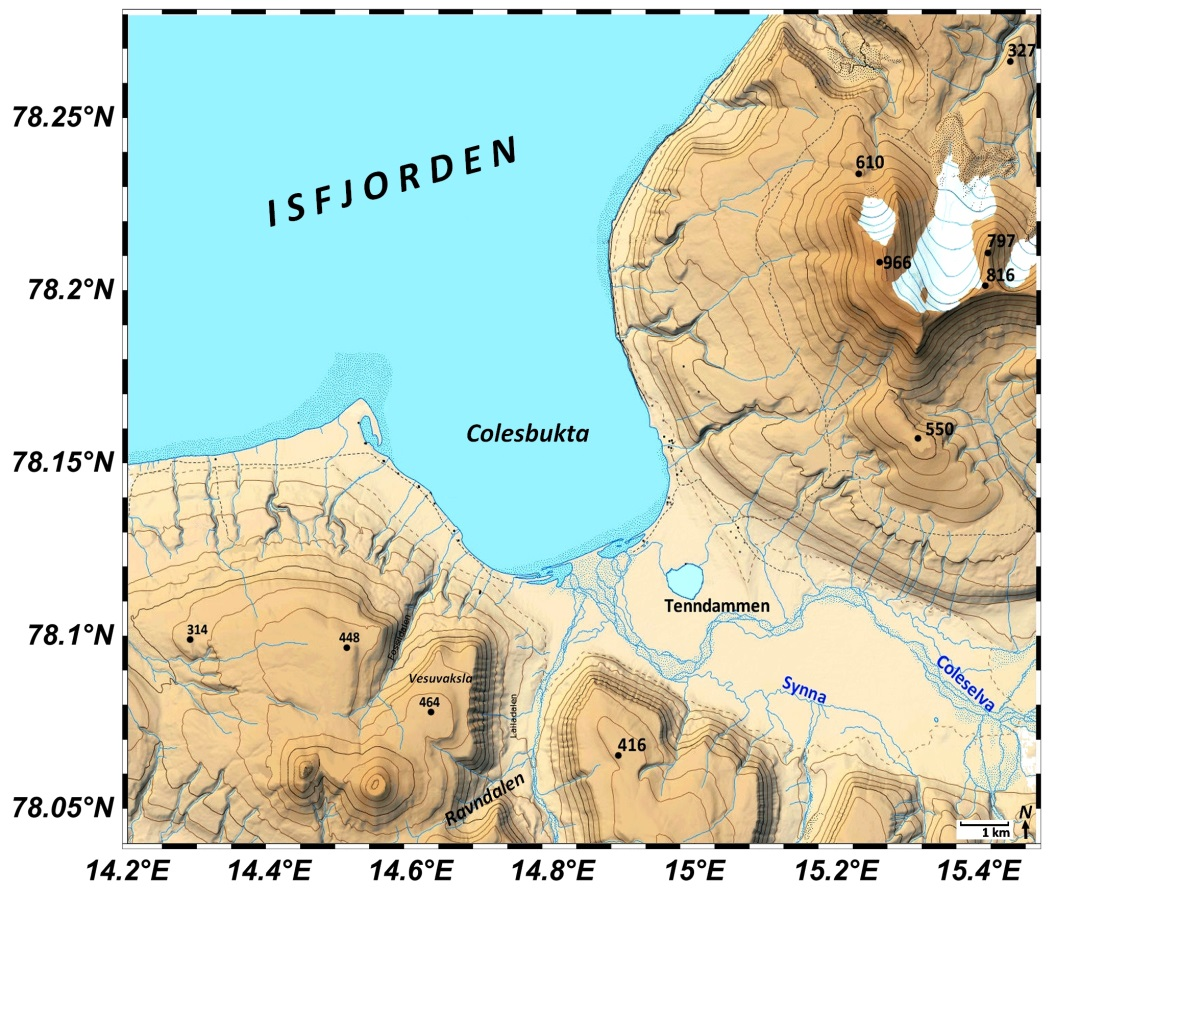 327
78.25°N
ISFJORDEN
610
797
966
816
78.2°N
550
Colesbukta
78.15°N
Tenndammen
314
448
78.1°N
Fossildalen
Vesuvaksla
464
Synna
Coleselva
Lailadalen
416
Ravndalen
78.05°N
N
1 km
14.2°E 14.4°E 14.6°E 14.8°E 15°E 15.2°E 15.4°E